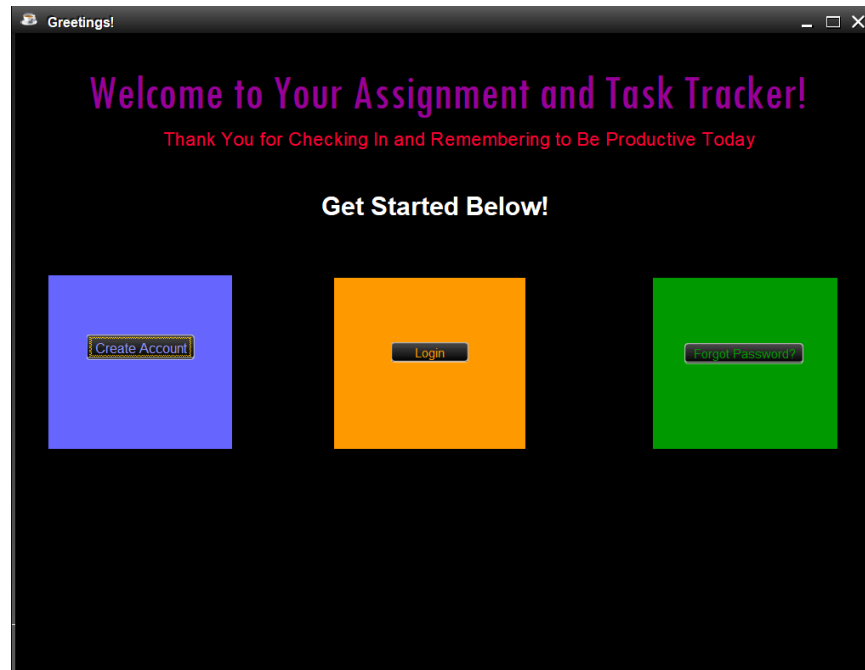 Greetings!
Welcome to Your Assignment and Task Tracker!
Thank You for Checking In and Remembering to Be Productive Today
Get Started Below!
Create Account
Login
Forgot Password?